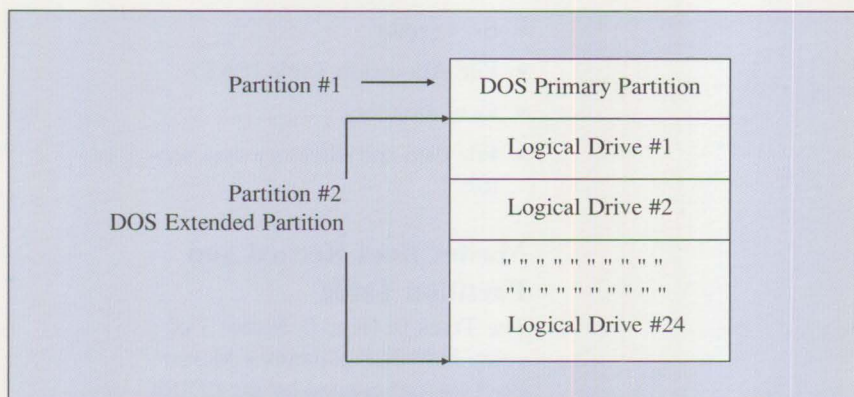 Partition #1
DOS Primary Partition
Logical Drive #1
Partition #2
DOS Extended Partition
Logical Drive #2
" " " " " " " " " "
" " " " " " " " " "
Logical Drive #24